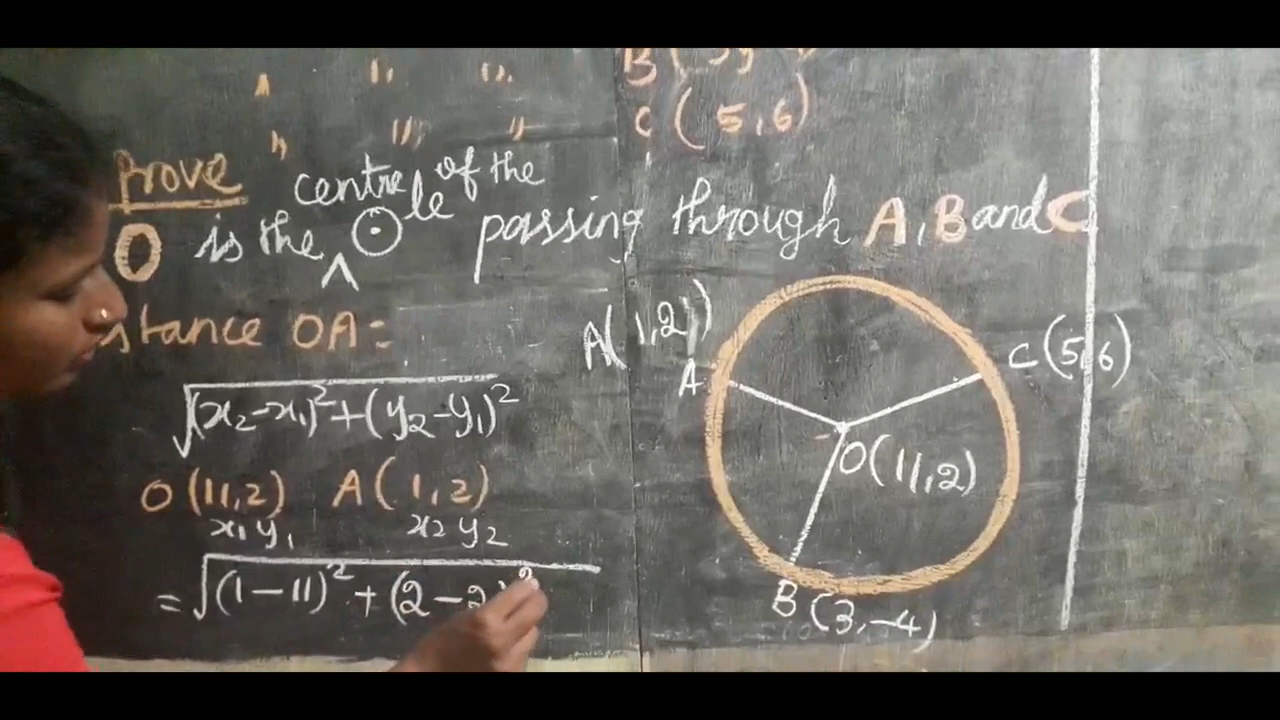 C (5,6)
Prove
O is the centre of the ⊙le passing through A, B and C
stance OA =
√(x₂-x₁)²+(y₂-y₁)²
O (11,2) A (1,2)
x₁ y₁ x₂ y₂
= √(1-11)² + (2-2)²
A(1,2)
A
C (5,6)
O(11,2)
B (3,-4)